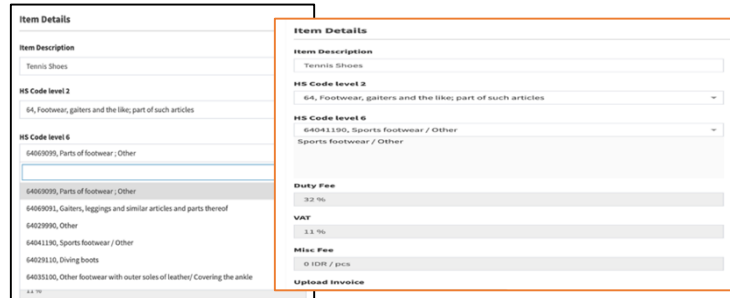 Item Details
Item Description
Tennis Shoes
HS Code level 2
64, Footwear, gaiters and the like; part of such articles
HS Code level 6
64069099, Parts of footwear ; Other
64069099, Parts of footwear ; Other
64069091, Gaiters, leggings and similar articles and parts thereof
64029990, Other
64041190, Sports footwear / Other
64029110, Diving boots
64035100, Other footwear with outer soles of leather/ Covering the ankle
11 %
Item Details
Item Description
Tennis Shoes
HS Code level 2
64, Footwear, gaiters and the like; part of such articles
HS Code level 6
64041190, Sports footwear / Other
Sports footwear / Other
Duty Fee
32 %
VAT
11 %
Misc Fee
0 IDR / pcs
Upload Invoice